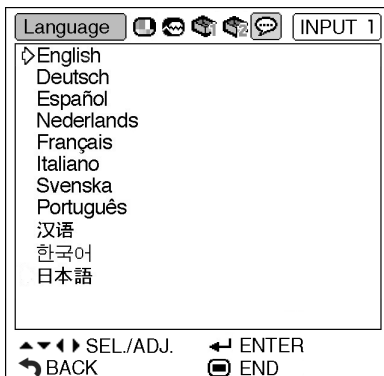 Language INPUT 1
English
Deutsch
Español
Nederlands
Français
Italiano
Svenska
Português
汉语
한국어
日本語
SEL./ADJ. ENTER
BACK END